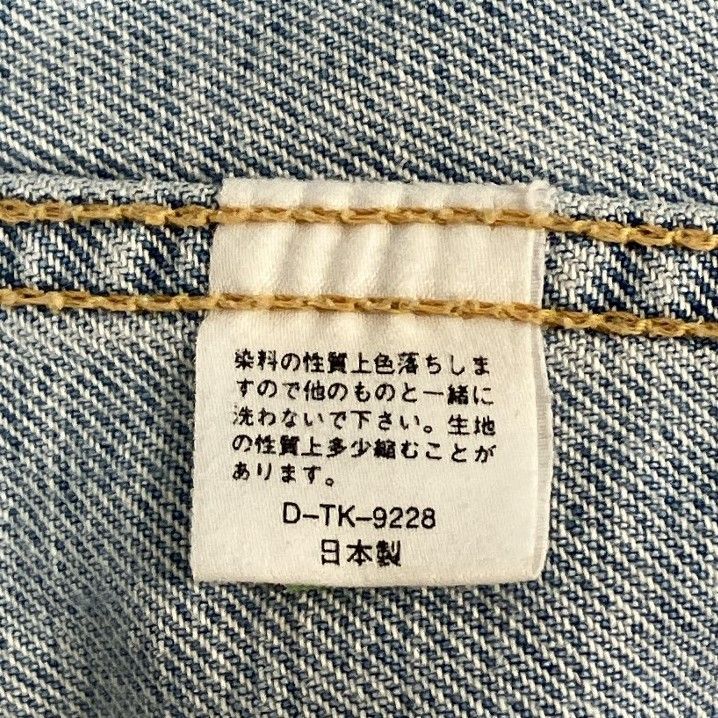 染料の性質上色落ちしま
すので他のものと一緒に
洗わないで下さい。生地
の性質上多少縮むことが
あります。
D-TK-9228
日本製